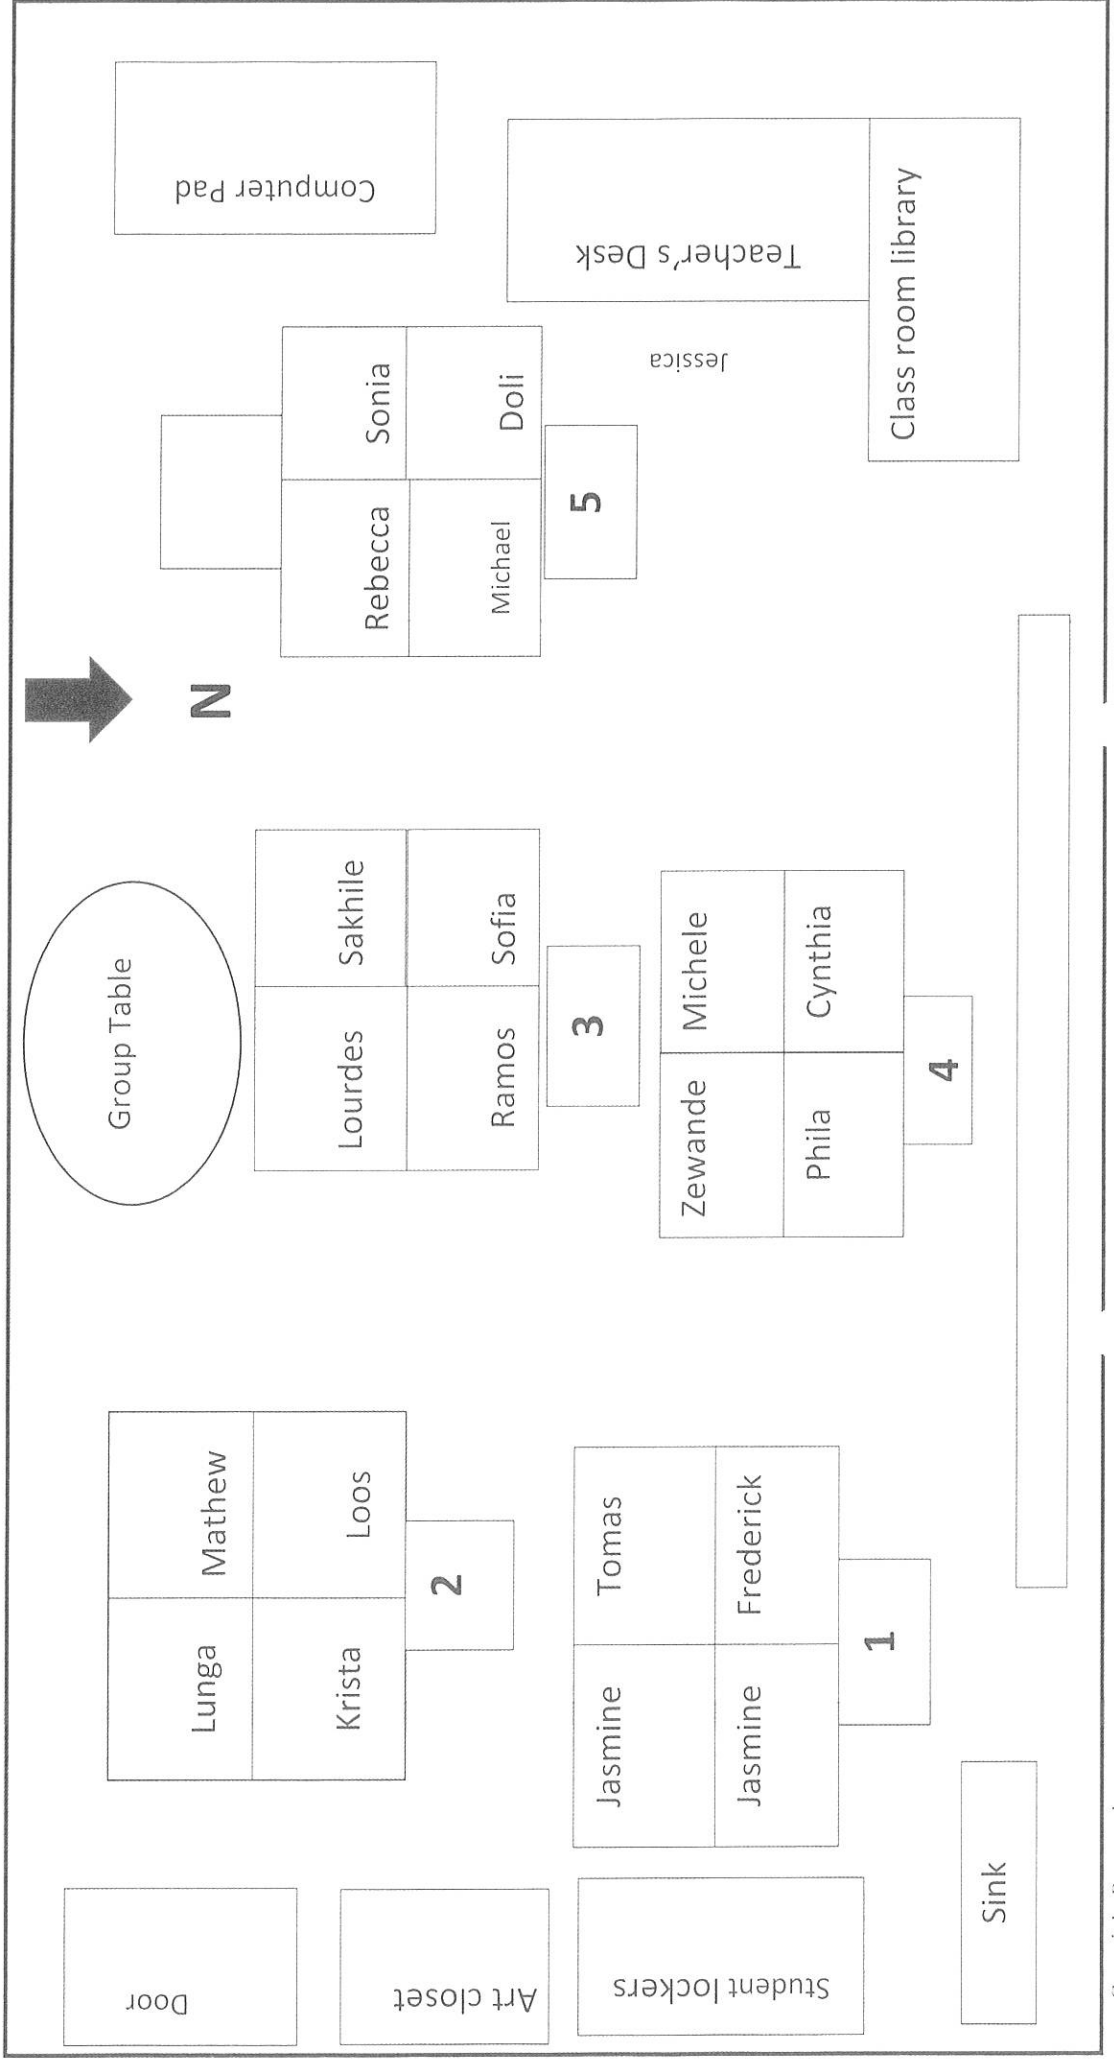 Door
Art closet
Student lockers
Sink
Lunga
Mathew
Krista
Loos
2
Jasmine
Tomas
Jasmine
Frederick
1
Group Table
Lourdes
Sakhile
Ramos
Sofia
3
Zewande
Michele
Phila
Cynthia
4
N
Rebecca
Sonia
Michael
Doli
5
Jessica
Computer Pad
Teacher's Desk
Class room library